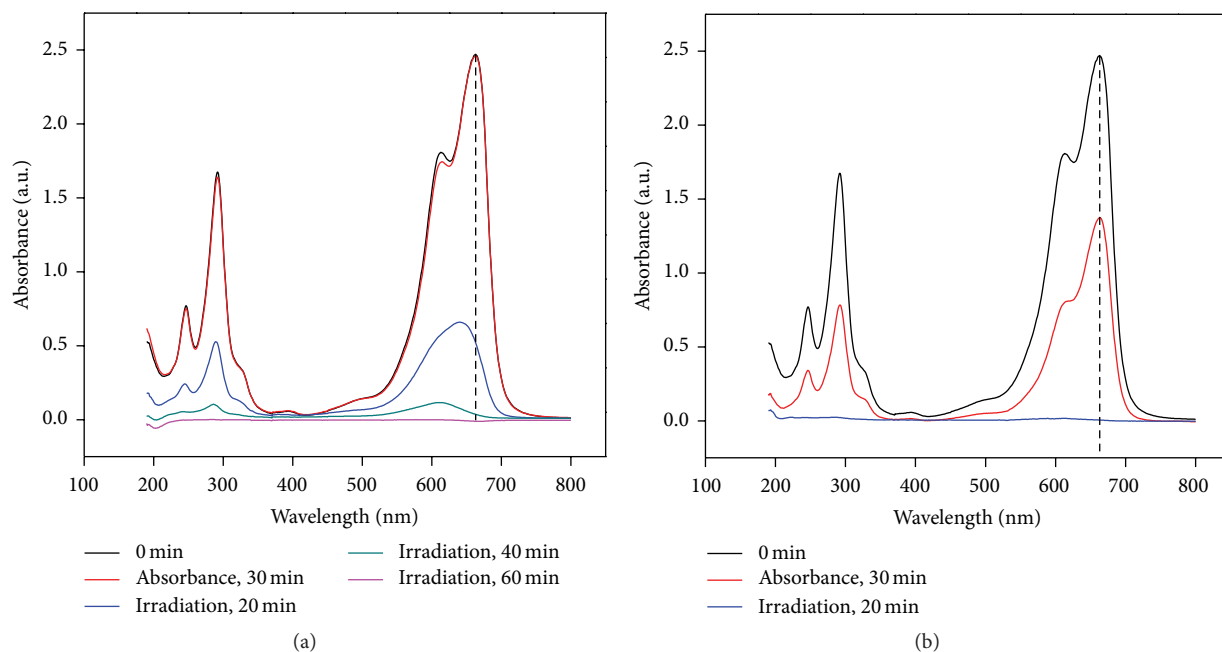 2.5
2.0
1.5
1.0
0.5
0.0
Absorbance (a.u.)
100 200 300 400 500 600 700 800
Wavelength (nm)
0 min
Absorbance, 30 min
Irradiation, 20 min
Irradiation, 40 min
Irradiation, 60 min
(a)
2.5
2.0
1.5
1.0
0.5
0.0
Absorbance (a.u.)
100 200 300 400 500 600 700 800
Wavelength (nm)
0 min
Absorbance, 30 min
Irradiation, 20 min
(b)